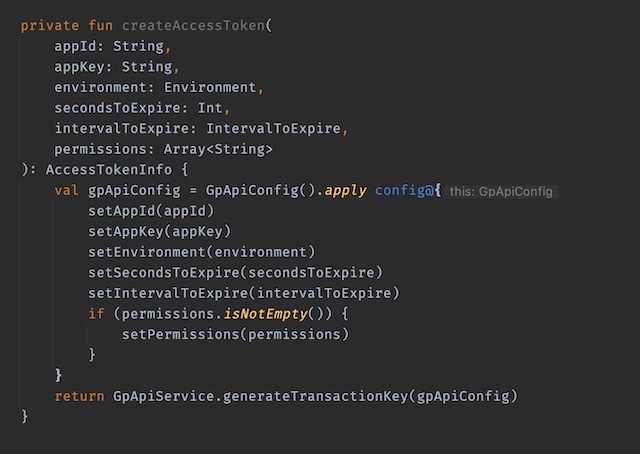 private fun createAccessToken(
    appId: String,
    appKey: String,
    environment: Environment,
    secondsToExpire: Int,
    intervalToExpire: IntervalToExpire,
    permissions: Array<String>
): AccessTokenInfo {
    val gpApiConfig = GpApiConfig().apply config@{ this: GpApiConfig
        setAppId(appId)
        setAppKey(appKey)
        setEnvironment(environment)
        setSecondsToExpire(secondsToExpire)
        setIntervalToExpire(intervalToExpire)
        if (permissions.isNotEmpty()) {
            setPermissions(permissions)
        }
    }
    return GpApiService.generateTransactionKey(gpApiConfig)
}